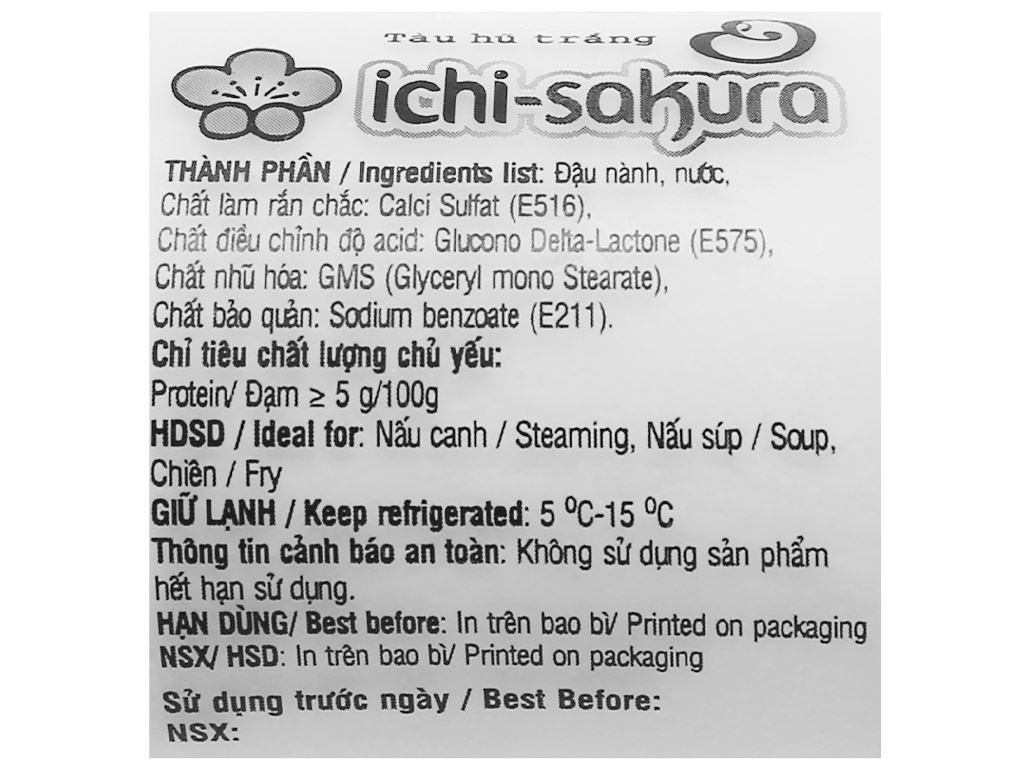 Tàu hũ trắng
ichi-sakura
THÀNH PHẦN / Ingredients list: Đậu nành, nước,
Chất làm rắn chắc: Calci Sulfat (E516),
Chất điều chỉnh độ acid: Glucono Delta-Lactone (E575),
Chất nhũ hóa: GMS (Glyceryl mono Stearate),
Chất bảo quản: Sodium benzoate (E211).
Chỉ tiêu chất lượng chủ yếu:
Protein/ Đạm ≥ 5 g/100g
HDSD / Ideal for: Nấu canh / Steaming, Nấu súp / Soup,
Chiên / Fry
GIỮ LẠNH / Keep refrigerated: 5 ⁰C-15 ⁰C
Thông tin cảnh báo an toàn: Không sử dụng sản phẩm
hết hạn sử dụng.
HẠN DÙNG/ Best before: In trên bao bì/ Printed on packaging
NSX/ HSD: In trên bao bì/ Printed on packaging
Sử dụng trước ngày / Best Before:
NSX: